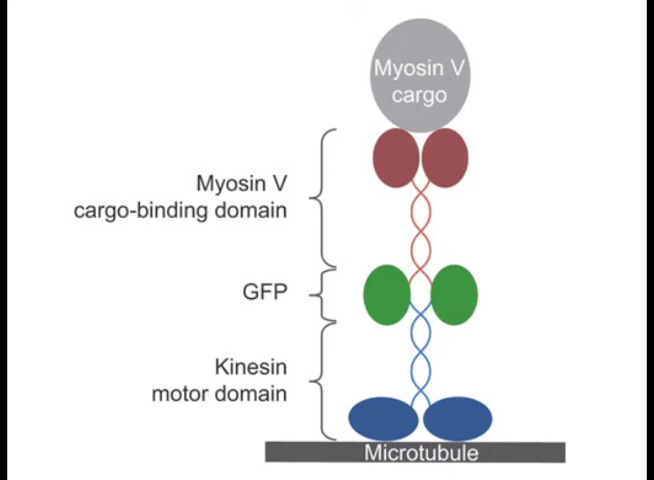 Myosin V
cargo
Myosin V
cargo-binding domain
GFP
Kinesin
motor domain
Microtubule